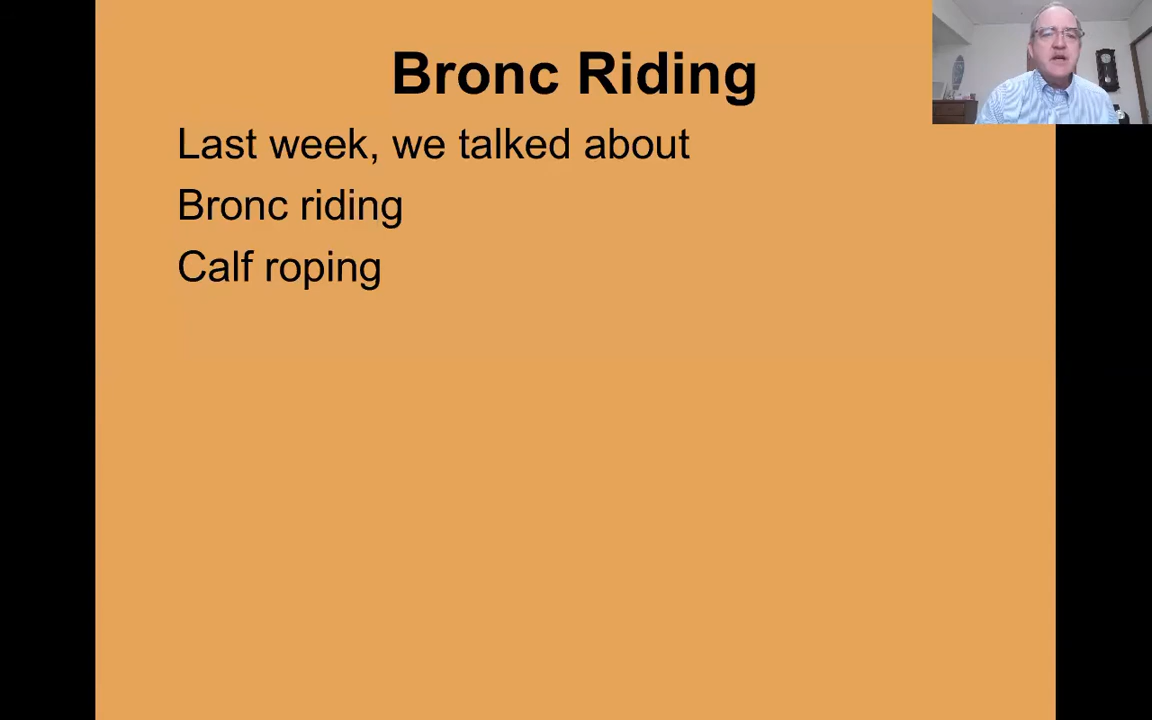 Bronc Riding
Last week, we talked about
Bronc riding
Calf roping